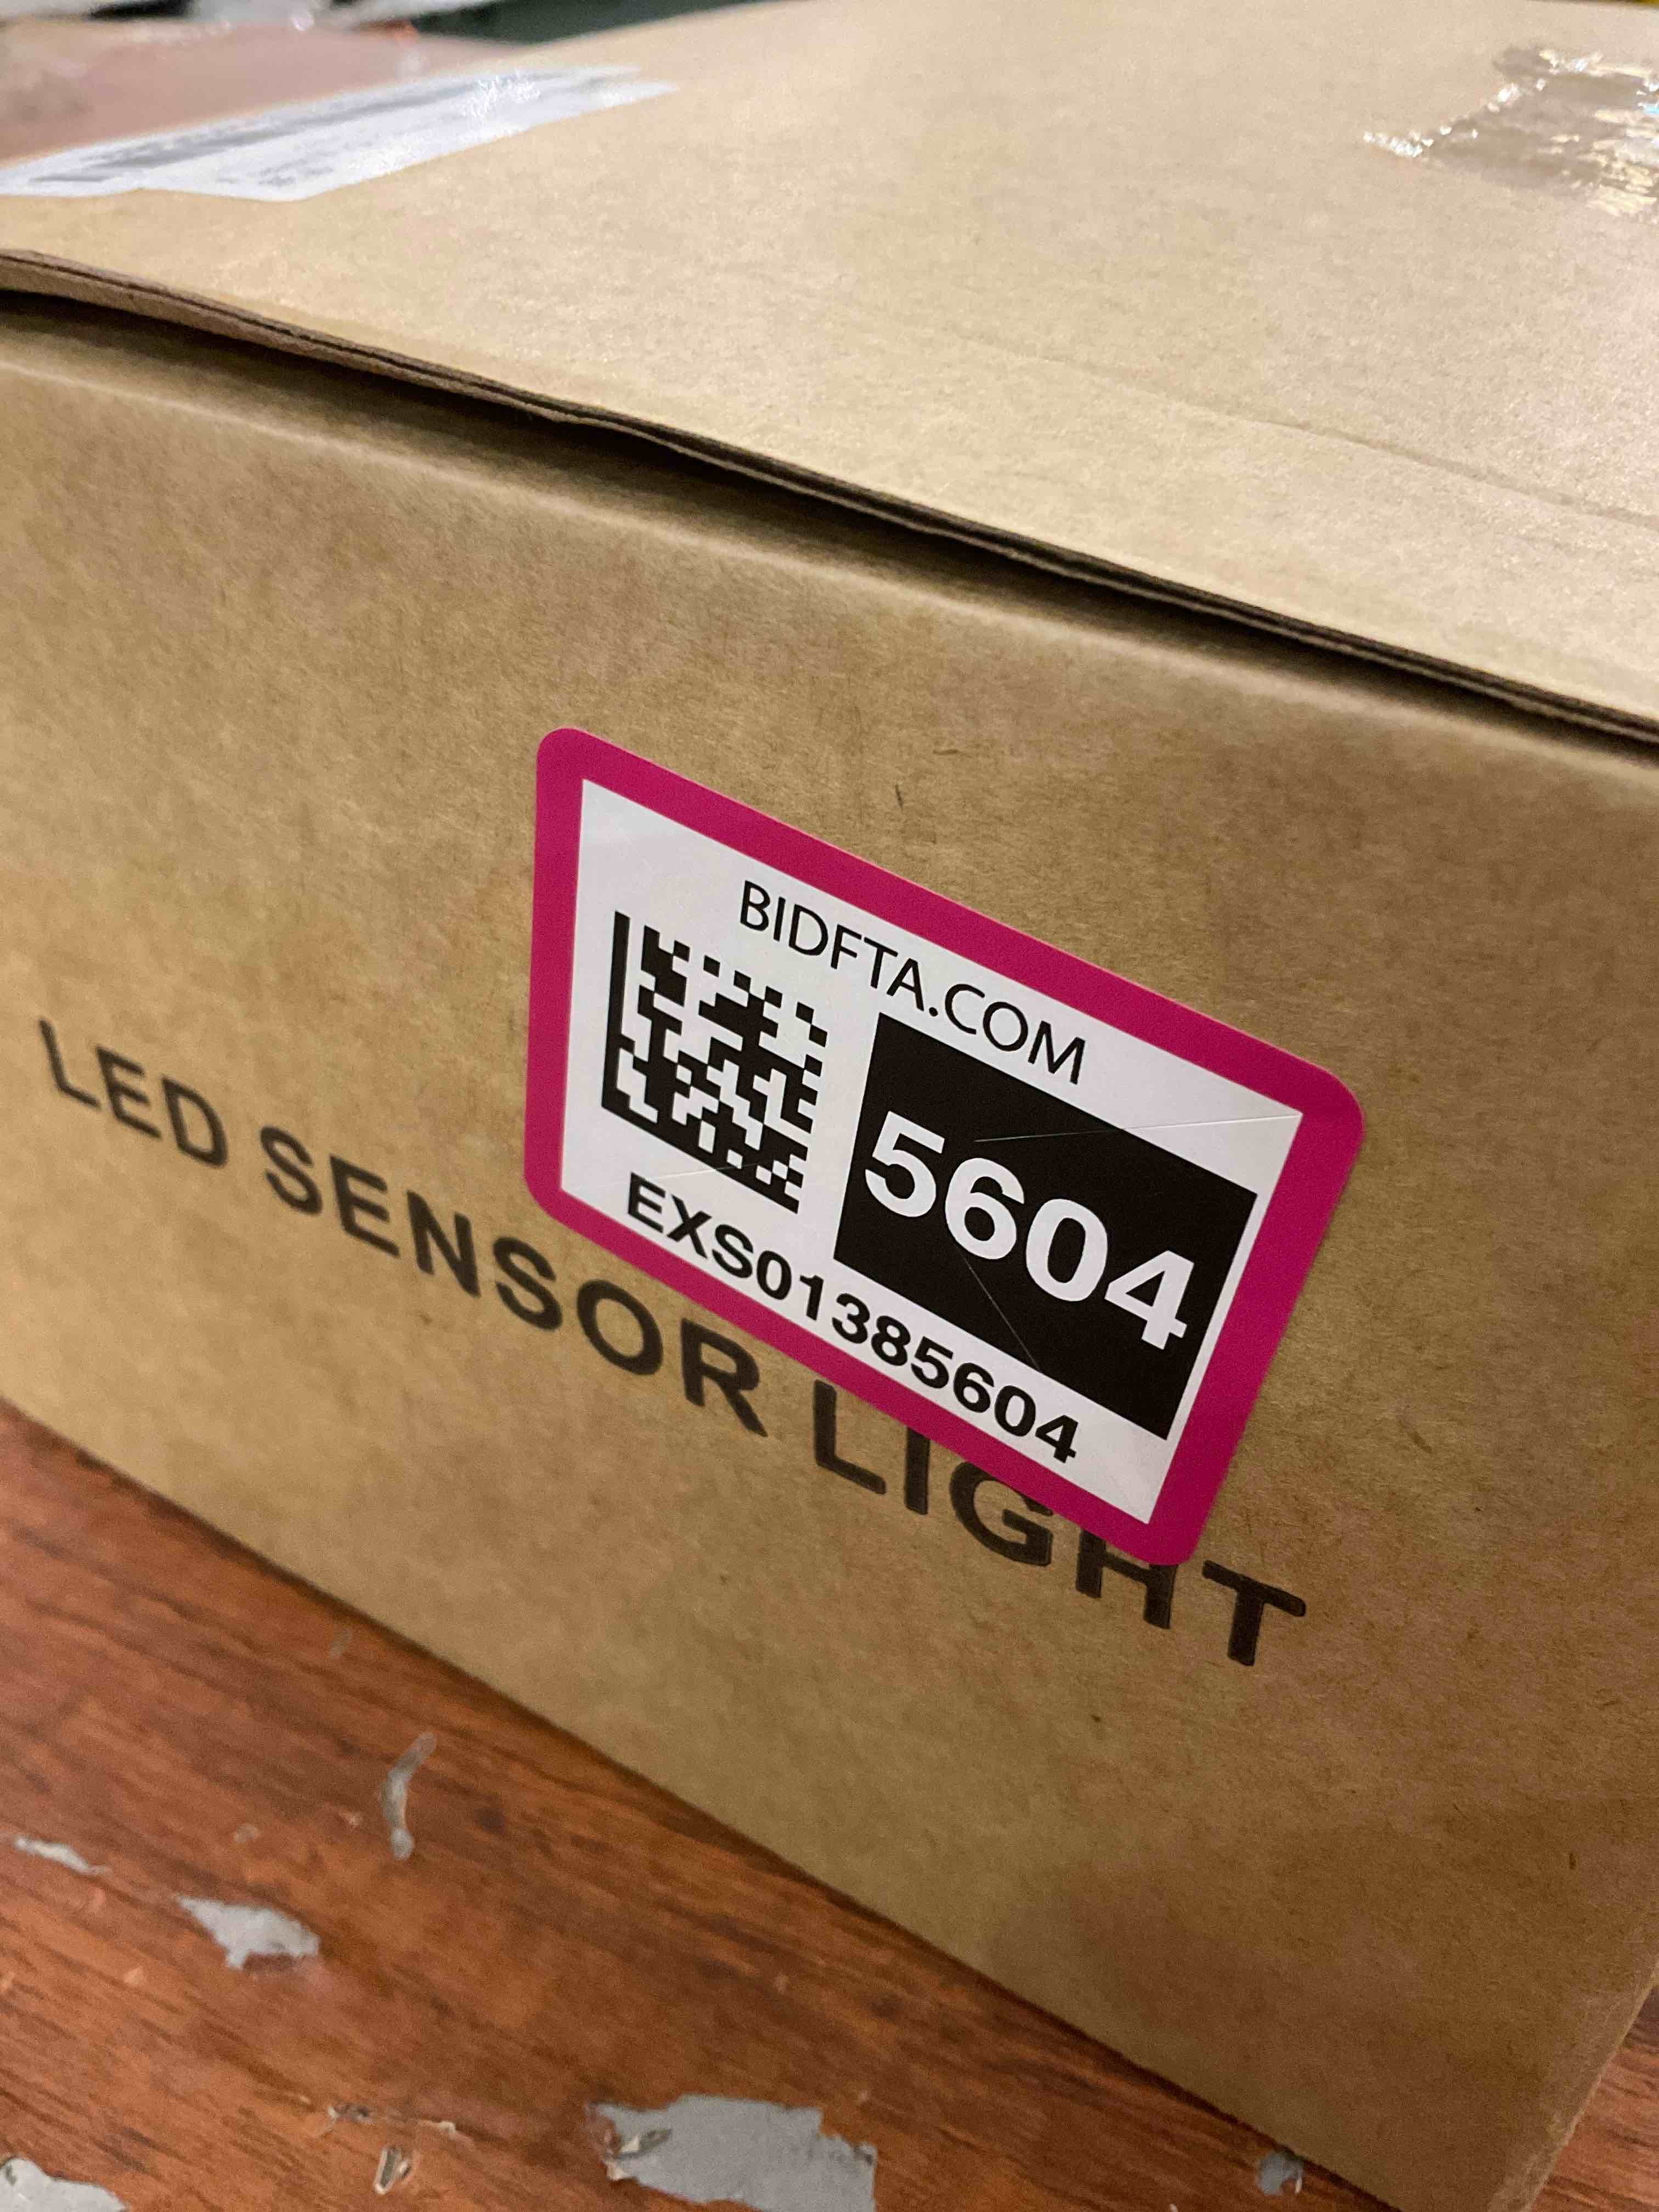 BIDFTA.COM
5604
EXS01385604
LED SENSOR LIGHT